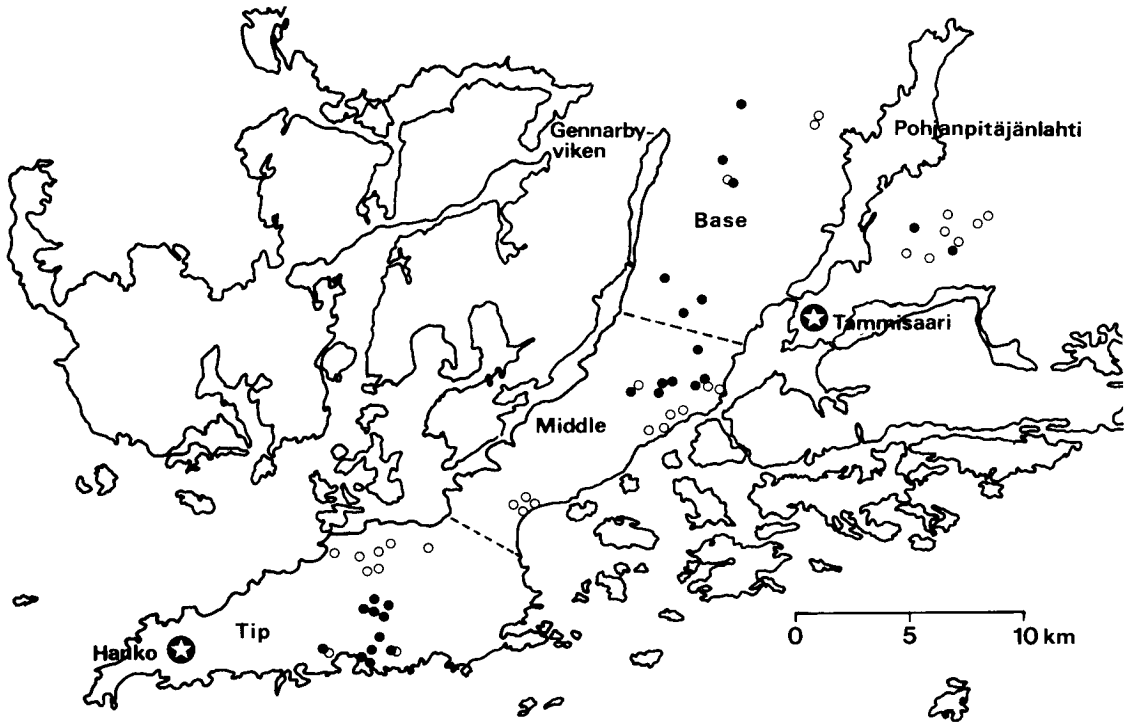 Gennarby-
viken
Pohjanpitäjänlahti
Base
Tammisaari
Middle
Tip
Hanko
0 5 10 km